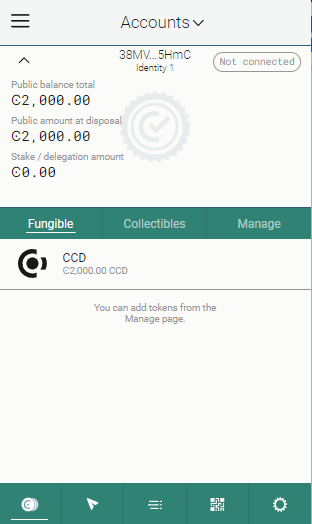 Accounts
38MV...5HmC
Identity 1
Not connected
Public balance total
Ͼ2,000.00
Public amount at disposal
Ͼ2,000.00
Stake / delegation amount
Ͼ0.00
Fungible Collectibles Manage
CCD
Ͼ2,000.00 CCD
You can add tokens from the
Manage page.